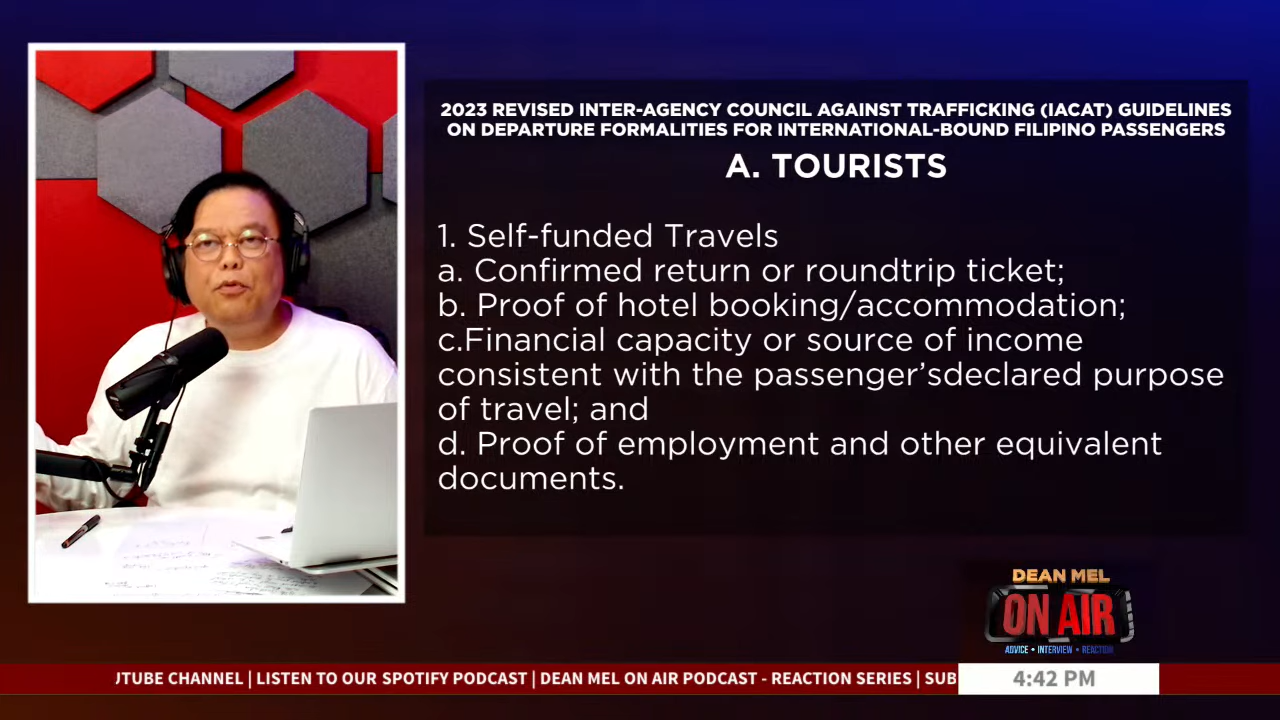 2023 REVISED INTER-AGENCY COUNCIL AGAINST TRAFFICKING (IACAT) GUIDELINES
ON DEPARTURE FORMALITIES FOR INTERNATIONAL-BOUND FILIPINO PASSENGERS
A. TOURISTS
1. Self-funded Travels
a. Confirmed return or roundtrip ticket;
b. Proof of hotel booking/accommodation;
c.Financial capacity or source of income
consistent with the passenger'sdeclared purpose
of travel; and
d. Proof of employment and other equivalent
documents.
DEAN MEL
ON AIR
ADVICE • INTERVIEW • REACTION
UTUBE CHANNEL | LISTEN TO OUR SPOTIFY PODCAST | DEAN MEL ON AIR PODCAST - REACTION SERIES | SUB
4:42 PM